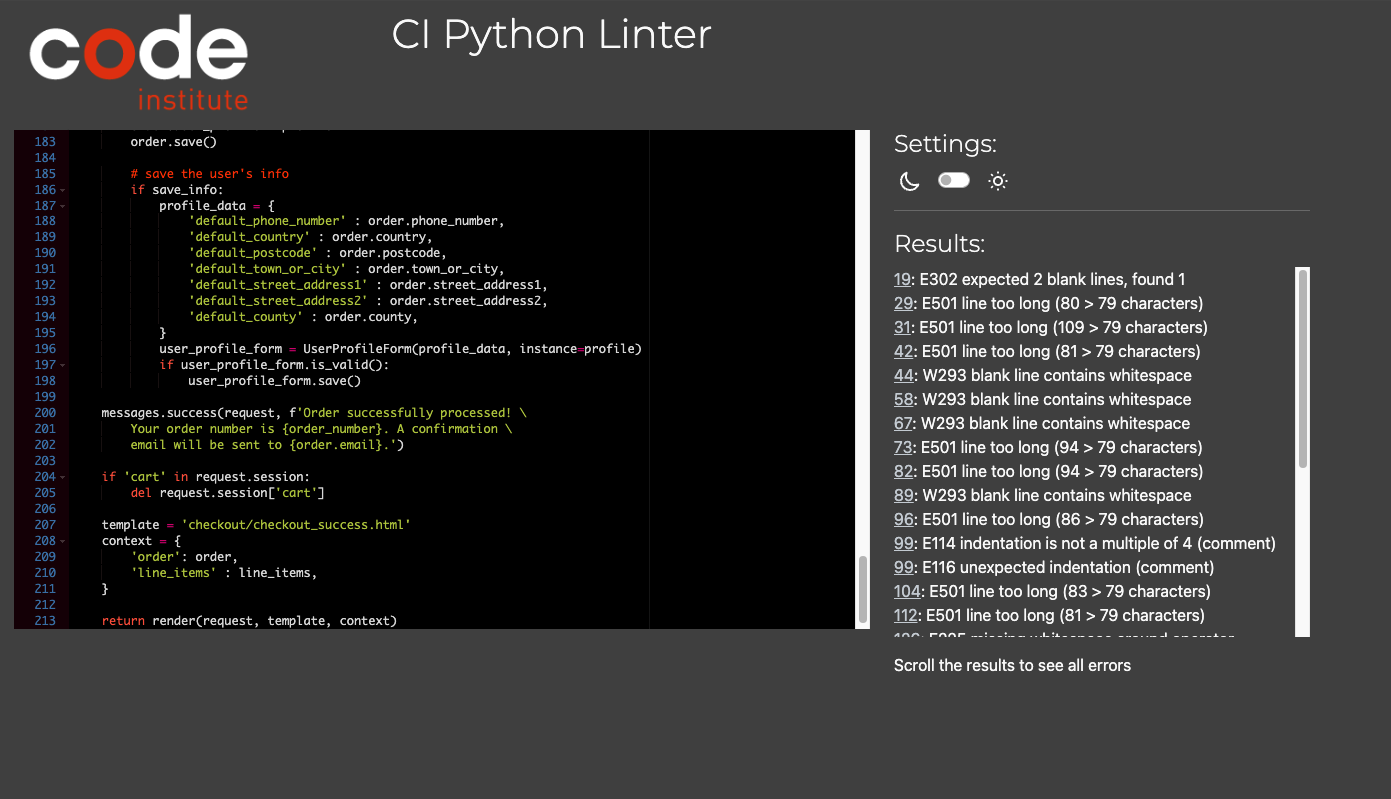 code
institute
CI Python Linter
183 order.save()
184
185 # save the user's info
186 if save_info:
187 profile_data = {
188 'default_phone_number' : order.phone_number,
189 'default_country' : order.country,
190 'default_postcode' : order.postcode,
191 'default_town_or_city' : order.town_or_city,
192 'default_street_address1' : order.street_address1,
193 'default_street_address2' : order.street_address2,
194 'default_county' : order.county,
195 }
196 user_profile_form = UserProfileForm(profile_data, instance=profile)
197 if user_profile_form.is_valid():
198 user_profile_form.save()
199
200 messages.success(request, f'Order successfully processed! \
201 Your order number is {order_number}. A confirmation \
202 email will be sent to {order.email}.')
203
204 if 'cart' in request.session:
205 del request.session['cart']
206
207 template = 'checkout/checkout_success.html'
208 context = {
209 'order': order,
210 'line_items' : line_items,
211 }
212
213 return render(request, template, context)
Settings:
Results:
19: E302 expected 2 blank lines, found 1
29: E501 line too long (80 > 79 characters)
31: E501 line too long (109 > 79 characters)
42: E501 line too long (81 > 79 characters)
44: W293 blank line contains whitespace
58: W293 blank line contains whitespace
67: W293 blank line contains whitespace
73: E501 line too long (94 > 79 characters)
82: E501 line too long (94 > 79 characters)
89: W293 blank line contains whitespace
96: E501 line too long (86 > 79 characters)
99: E114 indentation is not a multiple of 4 (comment)
99: E116 unexpected indentation (comment)
104: E501 line too long (83 > 79 characters)
112: E501 line too long (81 > 79 characters)
missing whitespace around operator
Scroll the results to see all errors